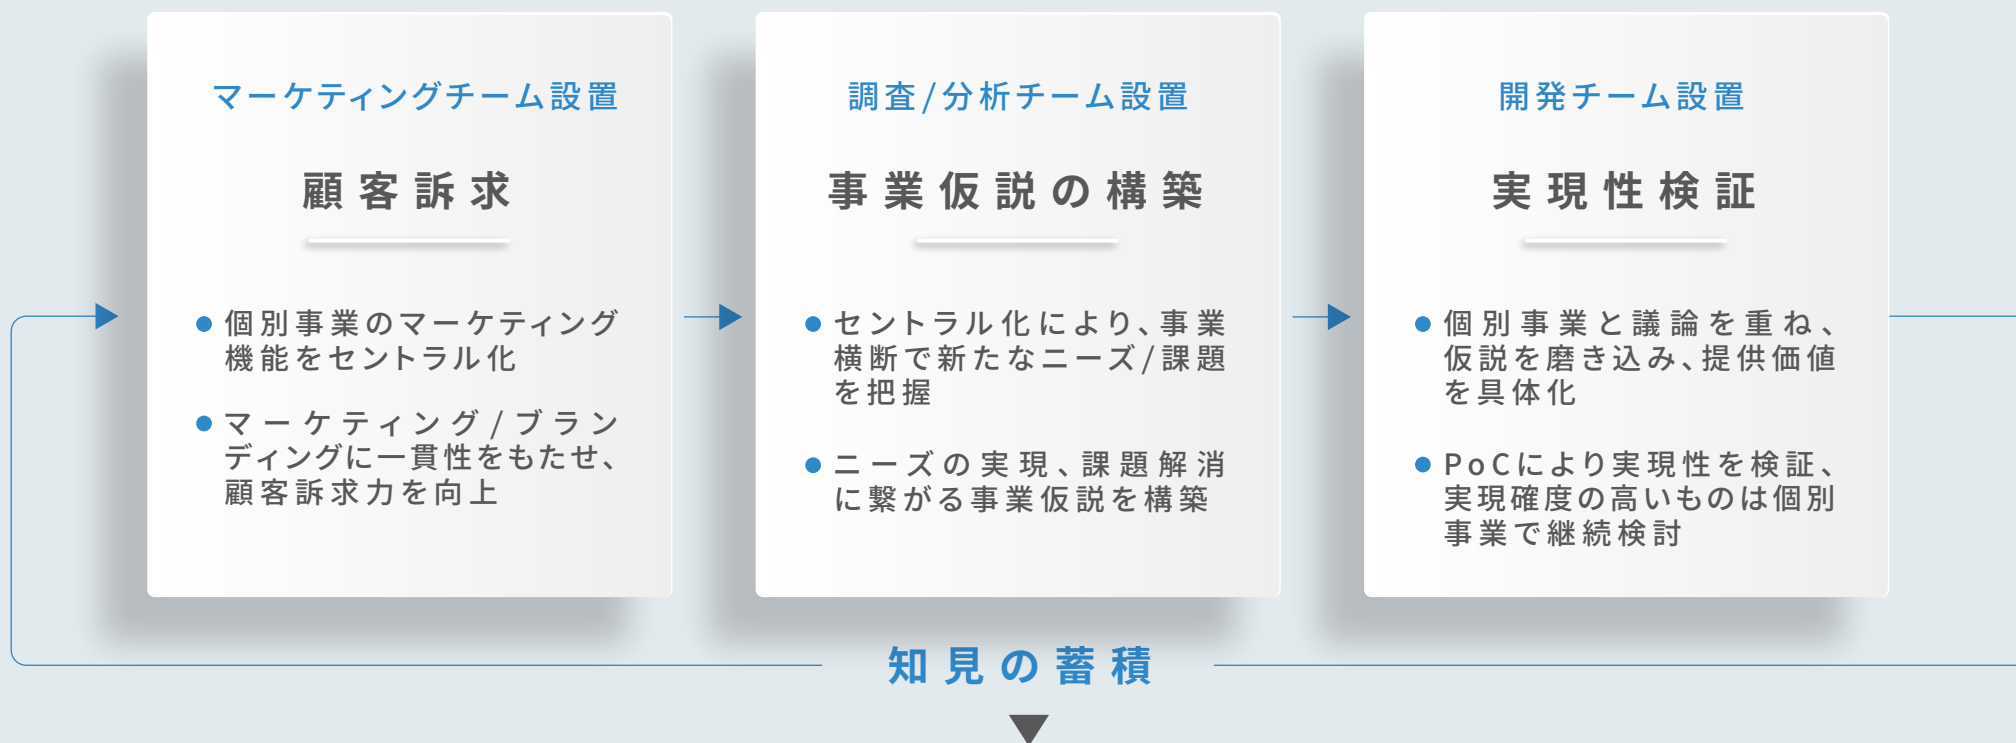 マーケティングチーム設置
顧客訴求
個別事業のマーケティング
機能をセントラル化
マーケティング/ブラン
ディングに一貫性をもたせ、
顧客訴求力を向上
調査/分析チーム設置
事業仮説の構築
セントラル化により、事業
横断で新たなニーズ/課題
を把握
ニーズの実現、課題解消
に繋がる事業仮説を構築
開発チーム設置
実現性検証
個別事業と議論を重ね、
仮説を磨き込み、提供価値
を具体化
PoCにより実現性を検証、
実現確度の高いものは個別
事業で継続検討
知見の蓄積